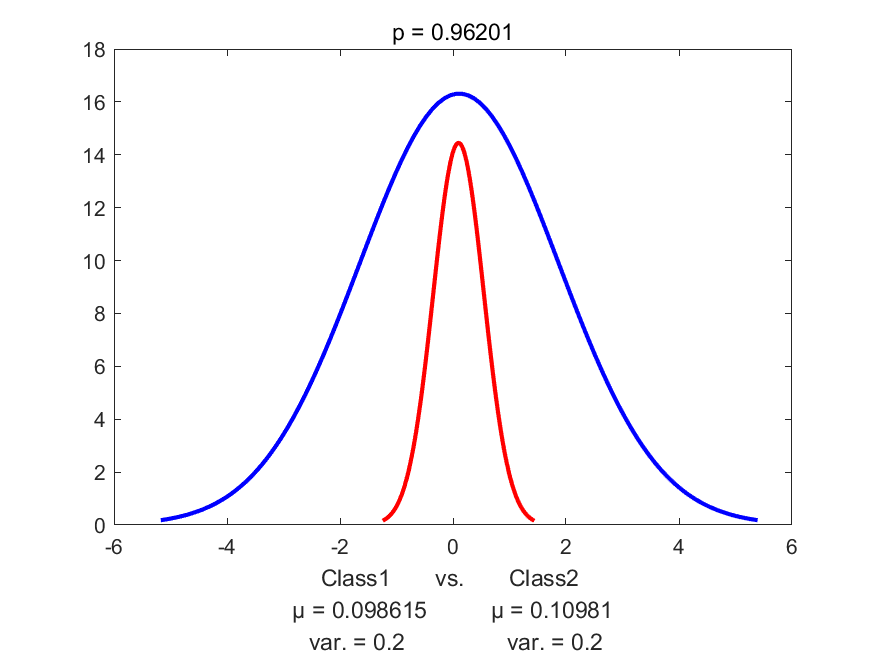 p = 0.96201
18
16
14
12
10
8
6
4
2
0
-6 -4 -2 0 2 4 6
Class1 vs. Class2
μ = 0.098615 μ = 0.10981
var. = 0.2 var. = 0.2